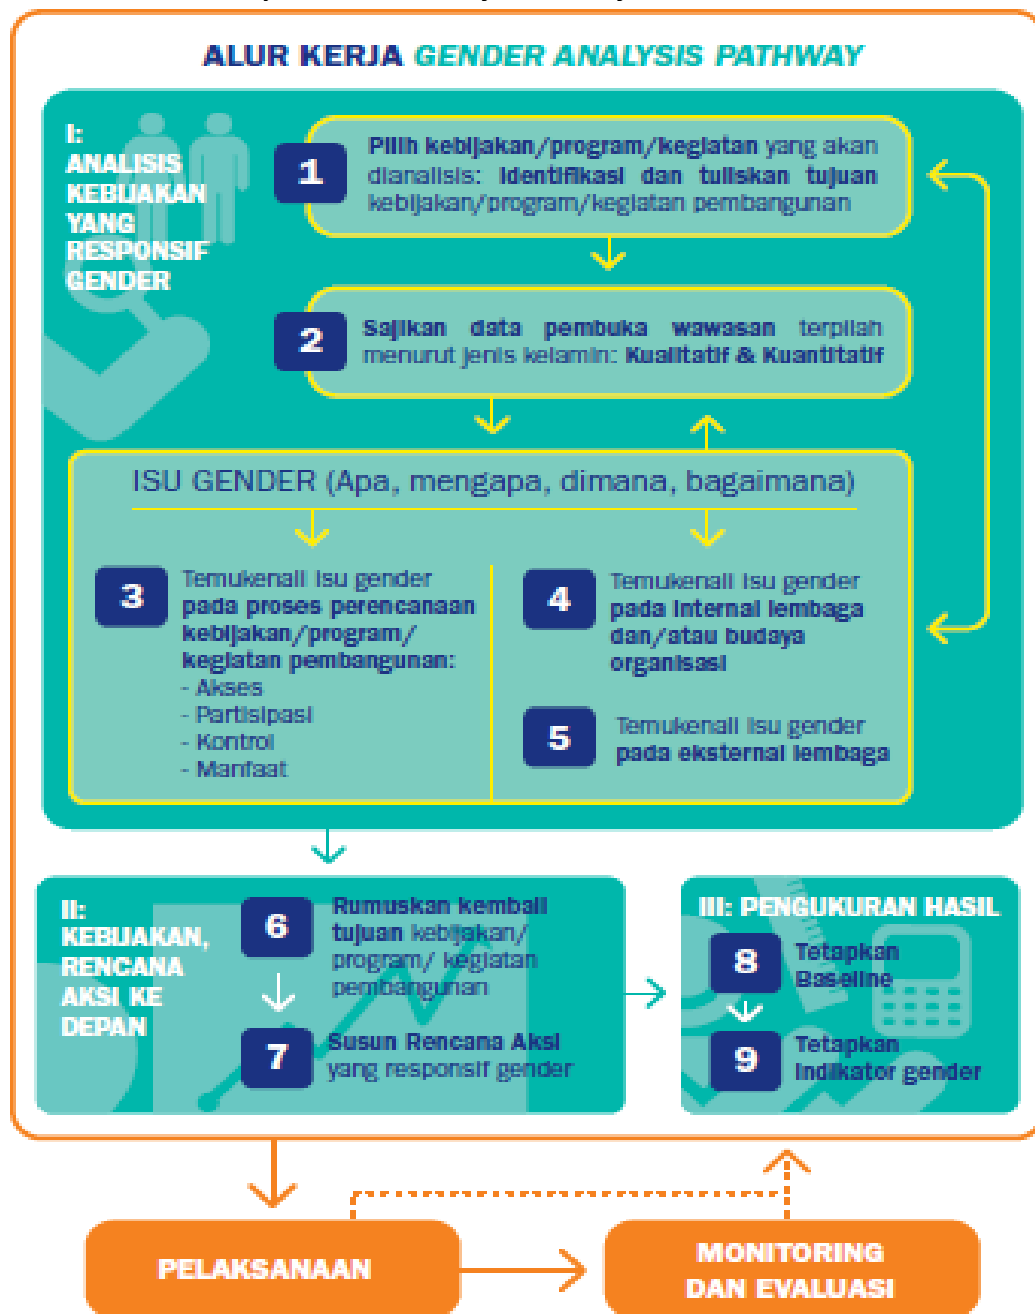 ALUR KERJA GENDER ANALYSIS PATHWAY
I:
ANALISIS
KEBIJAKAN
YANG
RESPONSIF
GENDER
1
Pilih kebijakan/program/kegiatan yang akan
dianalisis: Identifikasi dan tuliskan tujuan
kebijakan/program/kegiatan pembangunan
2
Sajikan data pembuka wawasan terpilah
menurut jenis kelamin: Kualitatif & Kuantitatif
ISU GENDER (Apa, mengapa, dimana, bagaimana)
3
Temukenali isu gender
pada proses perencanaan
kebijakan/program/
kegiatan pembangunan:
- Akses
- Partisipasi
- Kontrol
- Manfaat
4
Temukenali isu gender
pada internal lembaga
dan/atau budaya
organisasi
5
Temukenali isu gender
pada eksternal lembaga
II:
KEBIJAKAN,
RENCANA
AKSI KE
DEPAN
6
Rumuskan kembali
tujuan kebijakan/
program/ kegiatan
pembangunan
7
Susun Rencana Aksi
yang responsif gender
III: PENGUKURAN HASIL
8
Tetapkan
Baseline
9
Tetapkan
Indikator gender
PELAKSANAAN
MONITORING
DAN EVALUASI